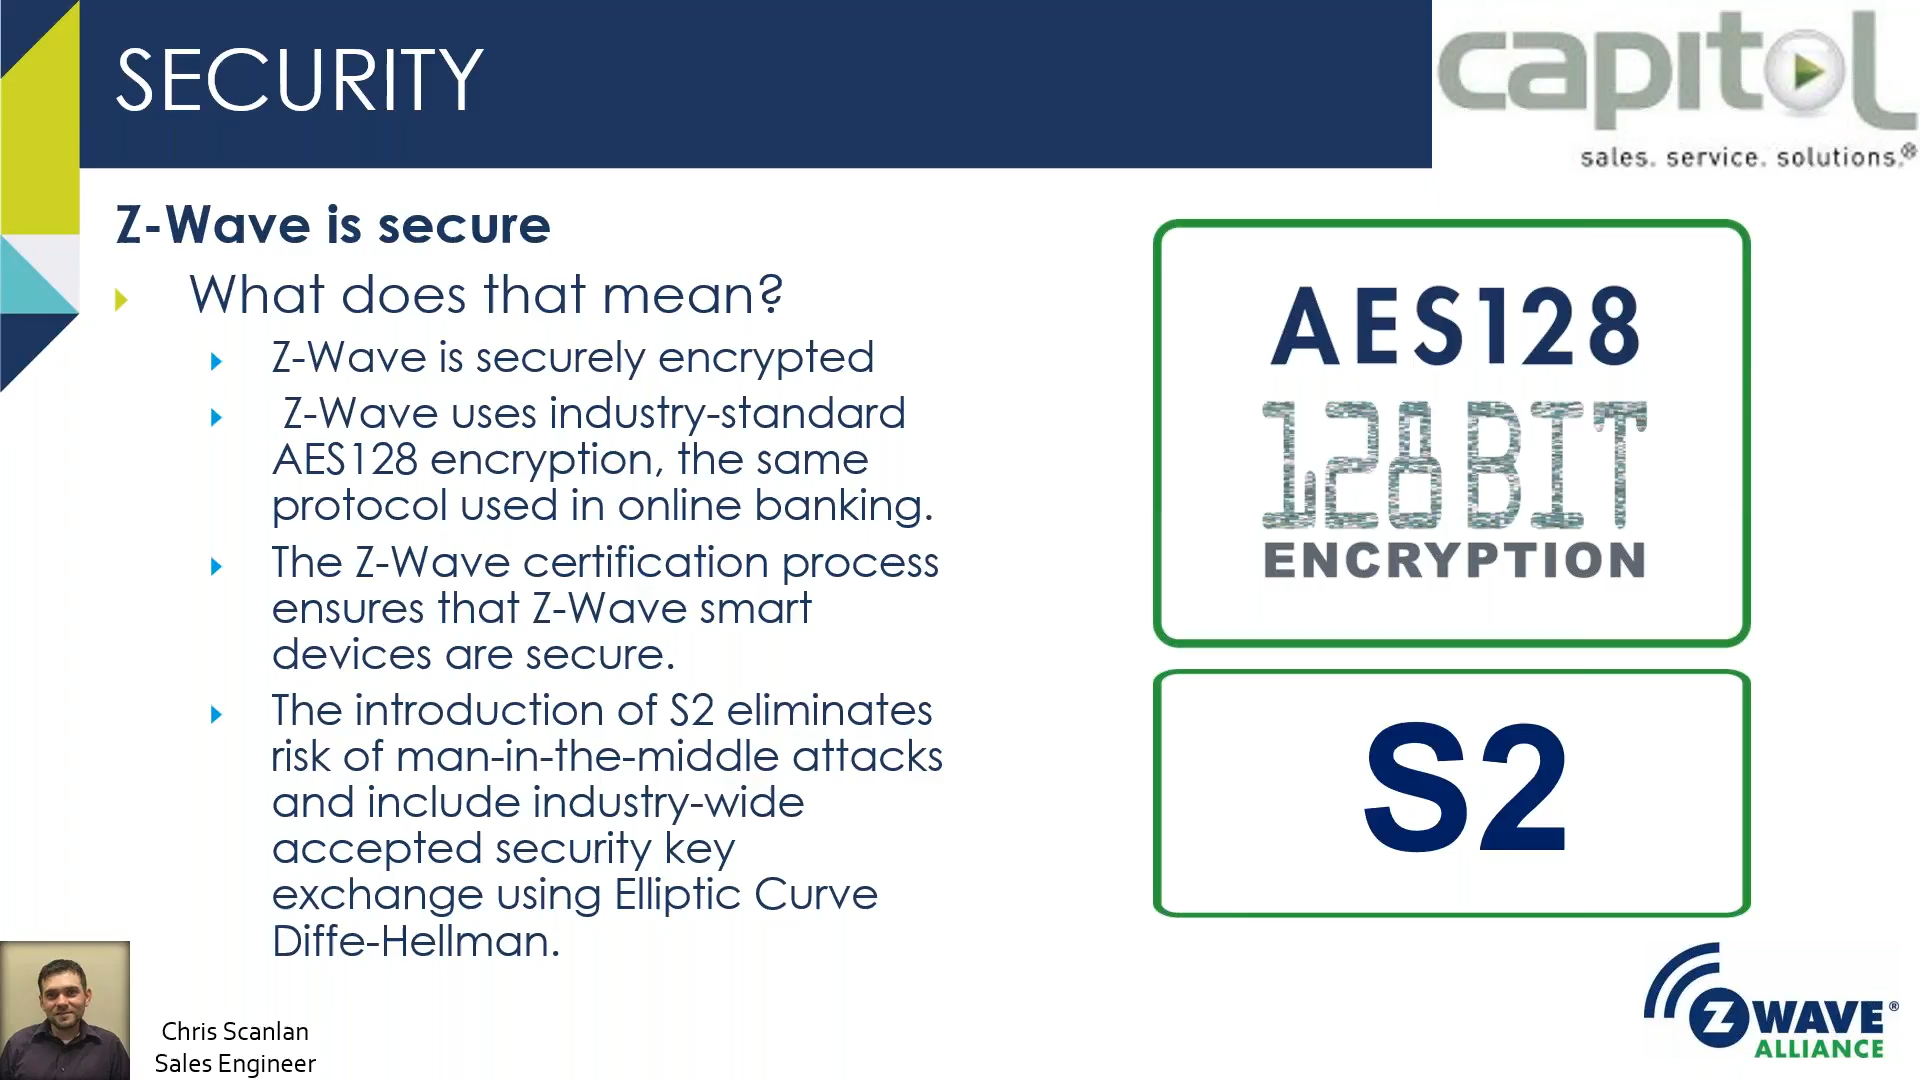 SECURITY
capitol
sales. service. solutions.®
Z-Wave is secure
What does that mean?
Z-Wave is securely encrypted
Z-Wave uses industry-standard
AES128 encryption, the same
protocol used in online banking.
The Z-Wave certification process
ensures that Z-Wave smart
devices are secure.
The introduction of S2 eliminates
risk of man-in-the-middle attacks
and include industry-wide
accepted security key
exchange using Elliptic Curve
Diffe-Hellman.
AES128
128 BIT
ENCRYPTION
S2
Chris Scanlan
Sales Engineer
Z WAVE®
ALLIANCE